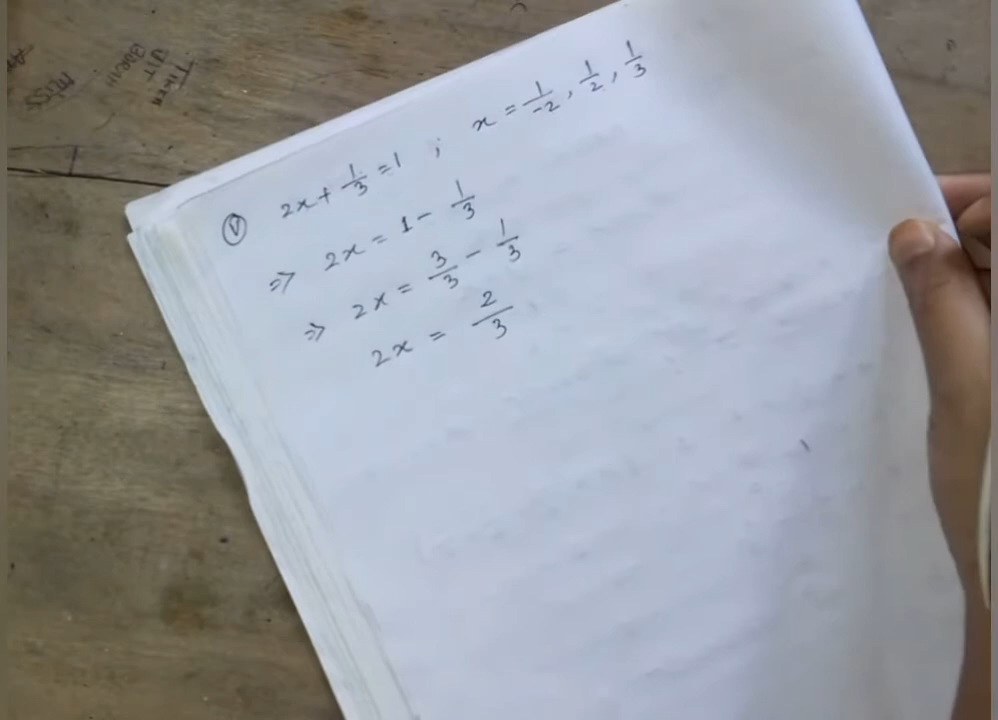 (v) 2x + 1/3 = 1 ; x = 1/-2, 1/2, 1/3
⇒ 2x = 1 - 1/3
⇒ 2x = 3/3 - 1/3
2x = 2/3
MUSS